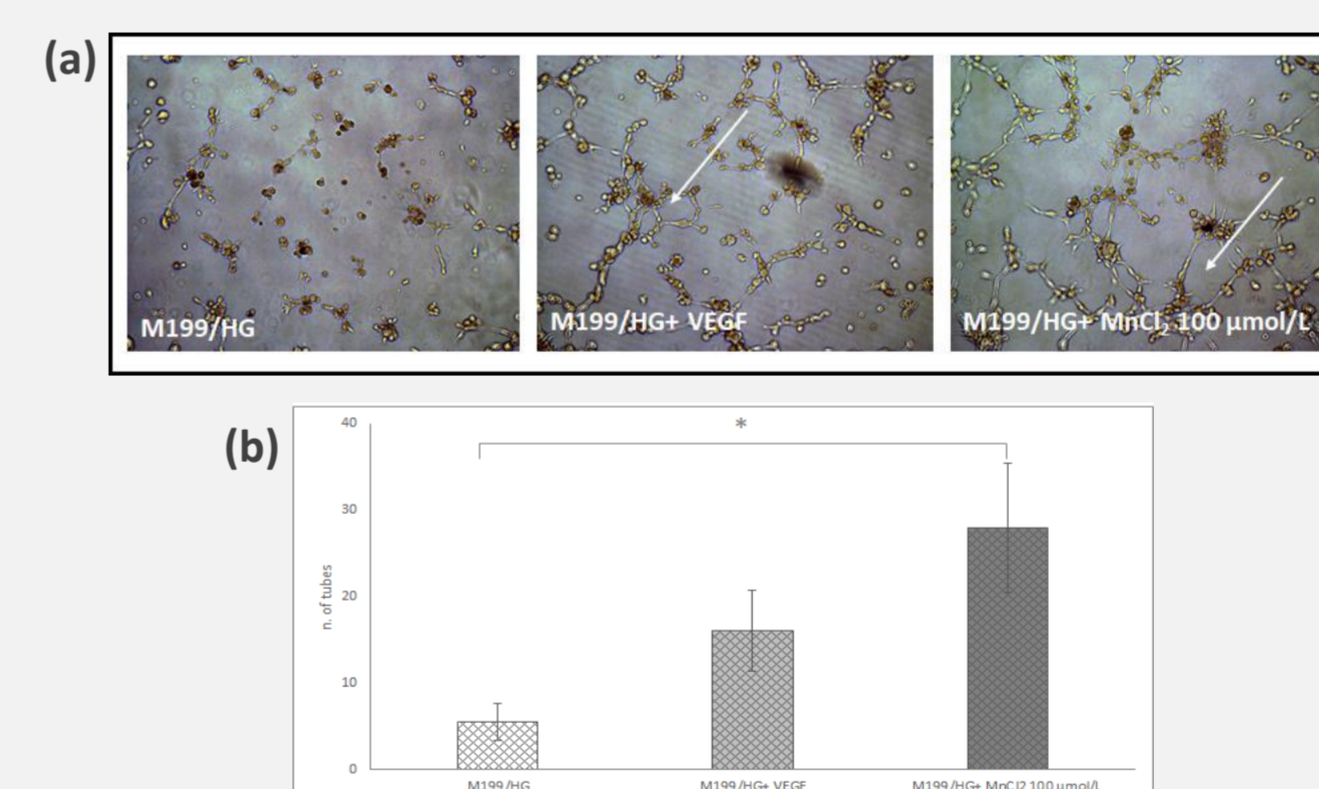 (a)
M199/HG
M199/HG+ VEGF
M199/HG+ MnCl₂ 100 µmol/L
(b)
*
40
30
20
10
0
n. of tubes
M199/HG
M199/HG+ VEGF
M199/HG+ MnCl2 100 µmol/L